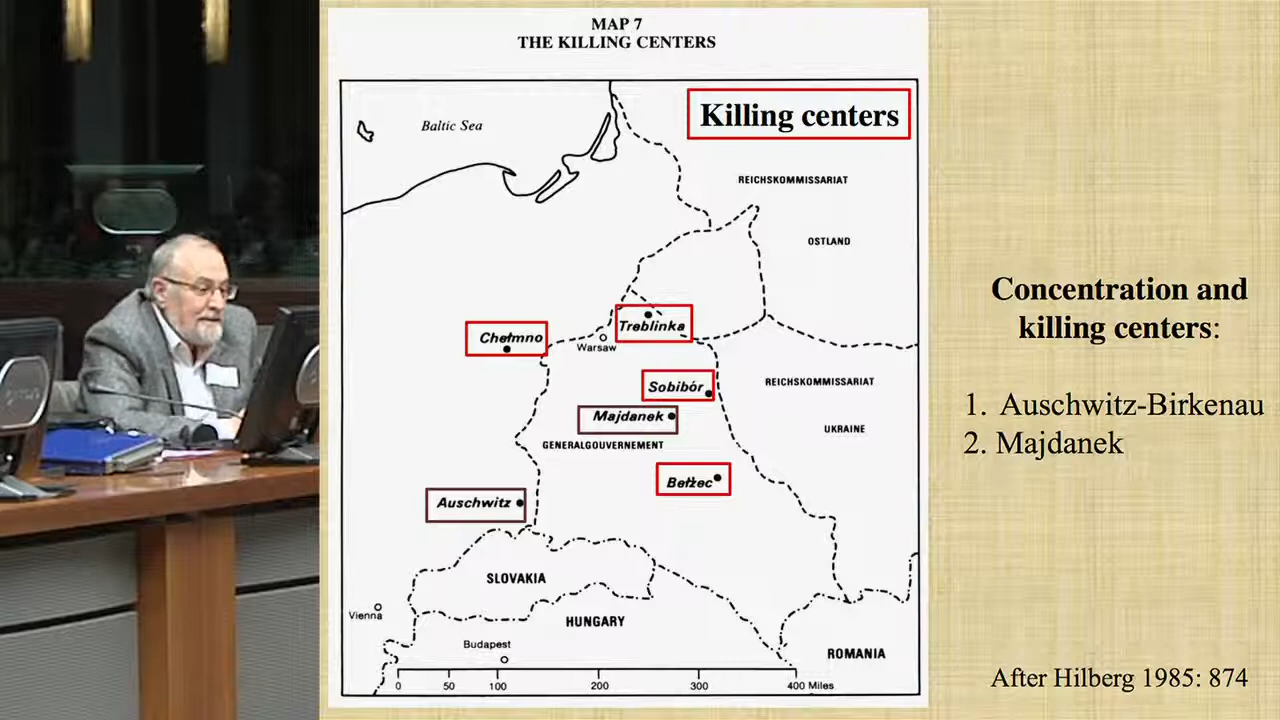 MAP 7
THE KILLING CENTERS
Killing centers
Baltic Sea
REICHSKOMMISSARIAT
OSTLAND
Treblinka
Chełmno
Warsaw
Sobibór
REICHSKOMMISSARIAT
Majdanek
UKRAINE
GENERALGOUVERNEMENT
Bełżec
Auschwitz
SLOVAKIA
Vienna
HUNGARY
Budapest
ROMANIA
0 50 100 200 300 400 Miles
Concentration and
killing centers:
1. Auschwitz-Birkenau
2. Majdanek
After Hilberg 1985: 874